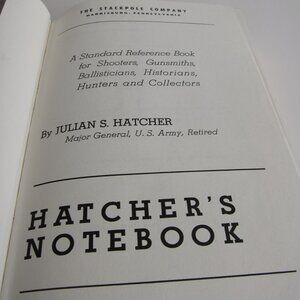 THE STACKPOLE COMPANY
HARRISBURG, PENNSYLVANIA
A Standard Reference Book
for Shooters, Gunsmiths,
Ballisticians, Historians,
Hunters and Collectors
By JULIAN S. HATCHER
Major General, U. S. Army, Retired
HATCHER'S
NOTEBOOK